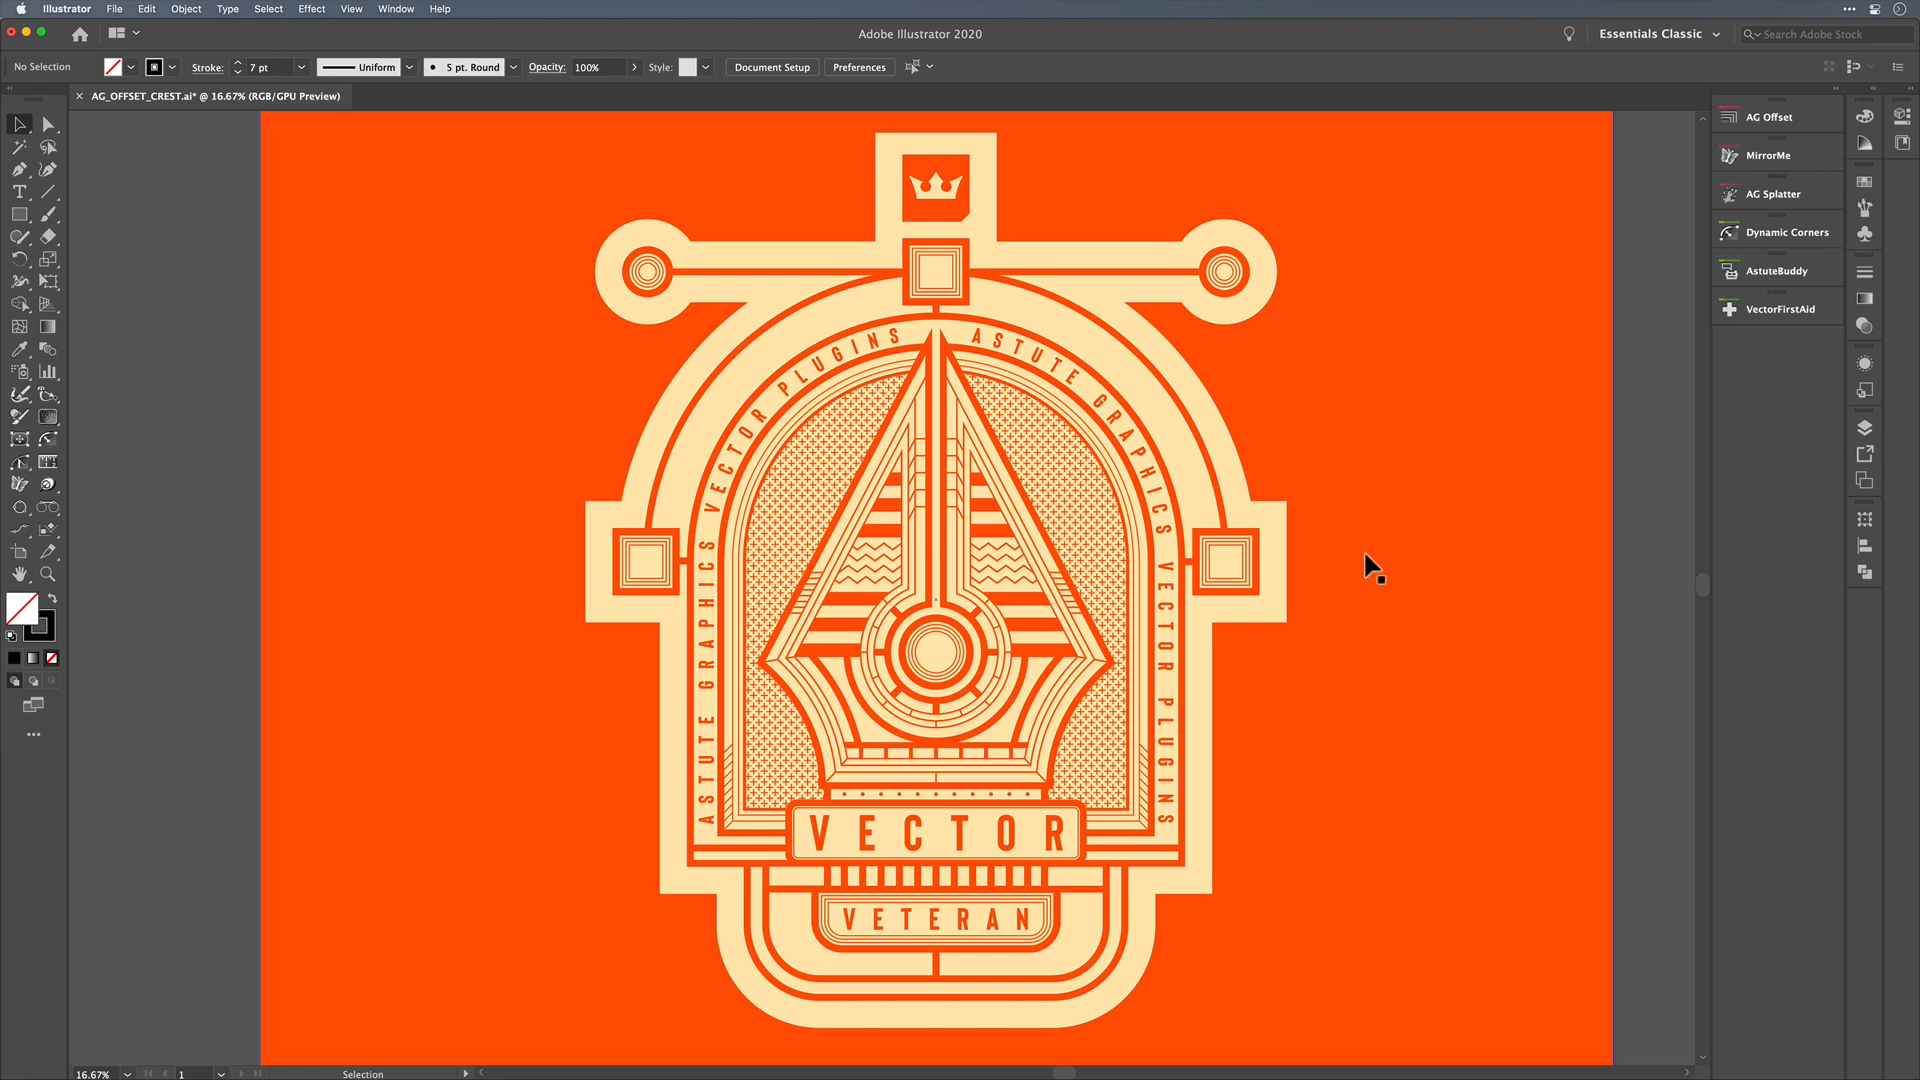 Illustrator File Edit Object Type Select Effect View Window Help
Adobe Illustrator 2020
Essentials Classic
Search Adobe Stock
No Selection Stroke: 7 pt Uniform 5 pt. Round Opacity: 100% Style: Document Setup Preferences
× AG_OFFSET_CREST.ai* @ 16.67% (RGB/GPU Preview)
AG Offset
MirrorMe
AG Splatter
Dynamic Corners
AstuteBuddy
VectorFirstAid
ASTUTE GRAPHICS VECTOR PLUGINS
ASTUTE GRAPHICS VECTOR PLUGINS
VECTOR
VETERAN
16.67% 1 Selection